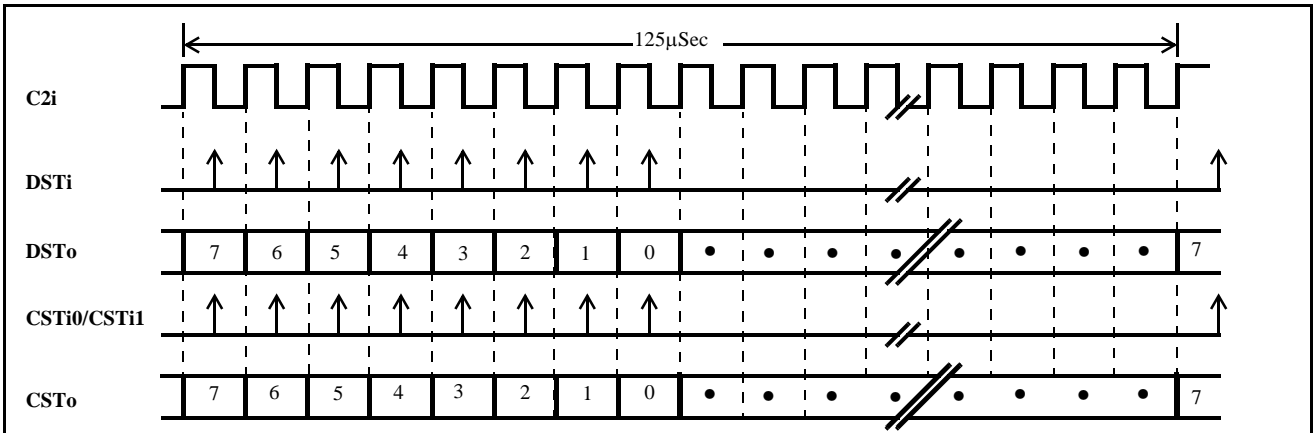 125µSec
C2i
DSTi
DSTo 7 6 5 4 3 2 1 0 • • • • • • • • 7
CSTi0/CSTi1
CSTo 7 6 5 4 3 2 1 0 • • • • • • • • 7